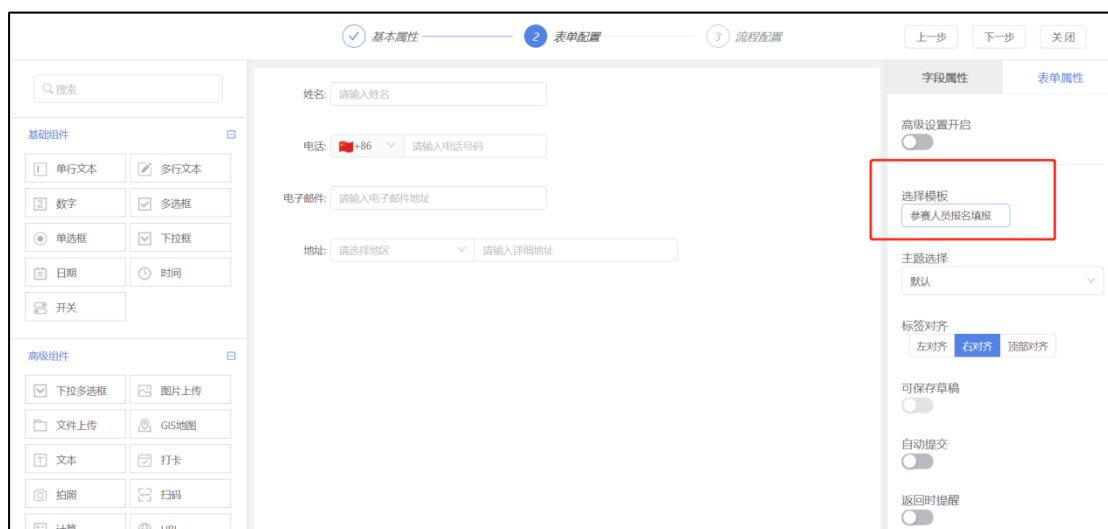 基本属性
2 表单配置
3 流程配置
上一步 下一步 关闭
搜索
基础组件
单行文本 多行文本
2 数字 多选框
单选框 下拉框
日期 时间
开关
高级组件
下拉多选框 图片上传
文件上传 GIS地图
T 文本 打卡
拍照 扫码
计算 URL
姓名: 请输入姓名
电话: +86 请输入电话号码
电子邮件: 请输入电子邮件地址
地址: 请选择地区 请输入详细地址
字段属性 表单属性
高级设置开启
选择模板
参赛人员报名填报
主题选择
默认
标签对齐
左对齐 右对齐 顶部对齐
可保存草稿
自动提交
返回时提醒